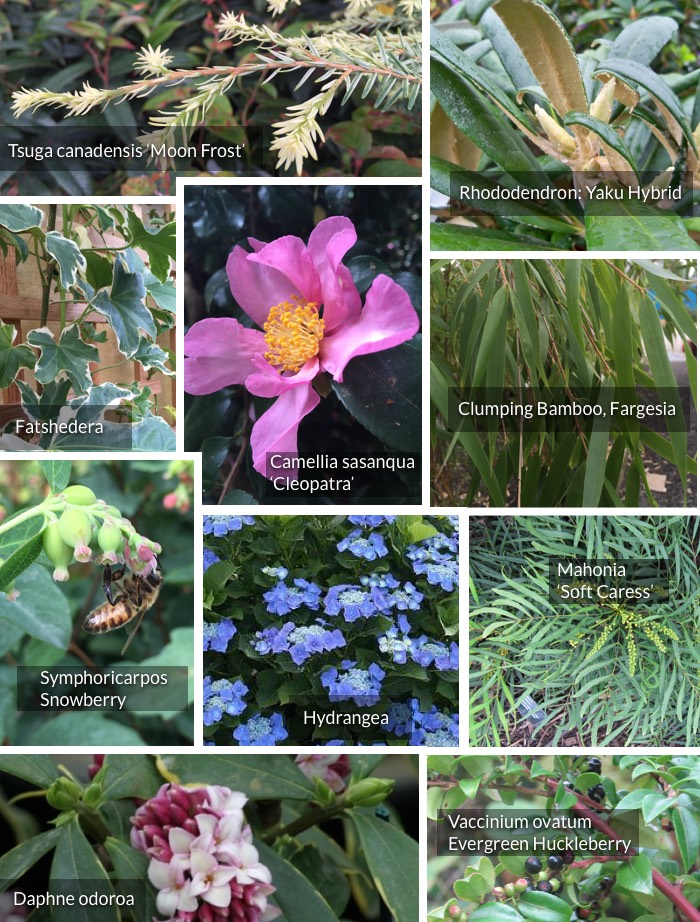 Tsuga canadensis 'Moon Frost'
Rhododendron: Yaku Hybrid
Fatshedera
Camellia sasanqua
'Cleopatra'
Clumping Bamboo, Fargesia
Symphoricarpos
Snowberry
Hydrangea
Mahonia
'Soft Caress'
Daphne odoroa
Vaccinium ovatum
Evergreen Huckleberry